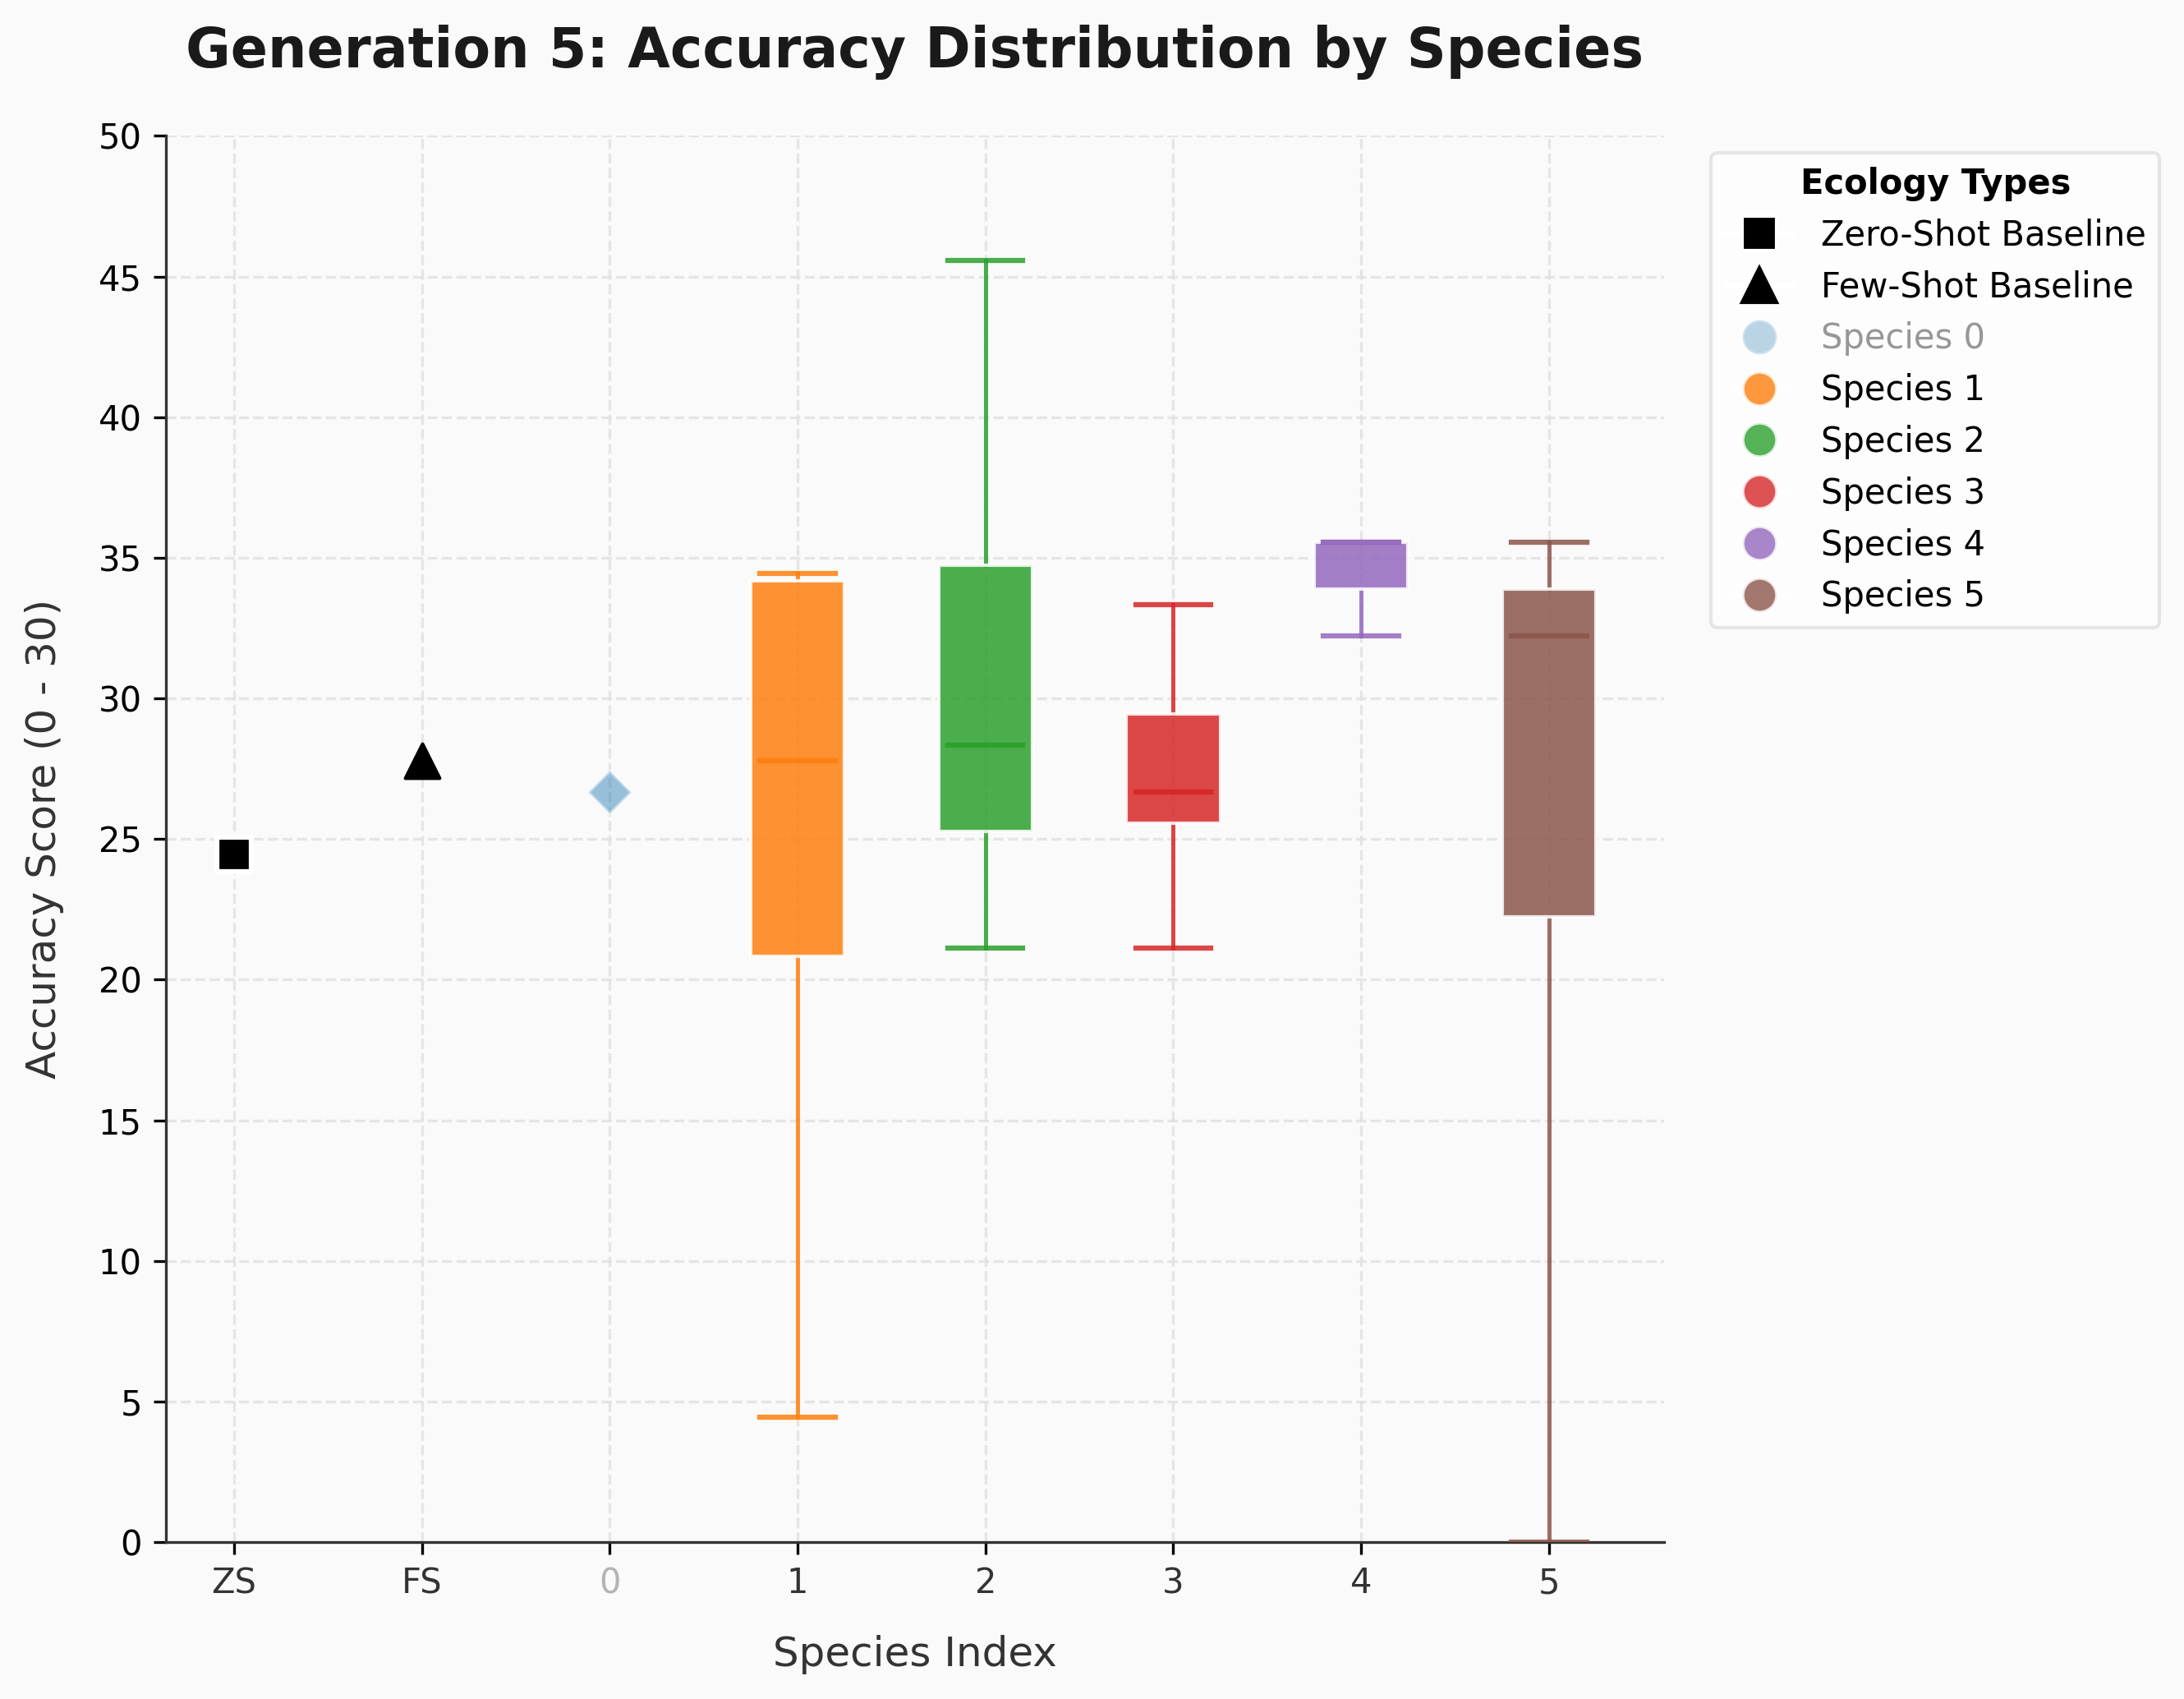 Generation 5: Accuracy Distribution by Species
50
45
40
35
30
25
20
15
10
5
0
Accuracy Score (0 - 30)
ZS
FS
0
1
2
3
4
5
Species Index
Ecology Types
Zero-Shot Baseline
Few-Shot Baseline
Species 0
Species 1
Species 2
Species 3
Species 4
Species 5